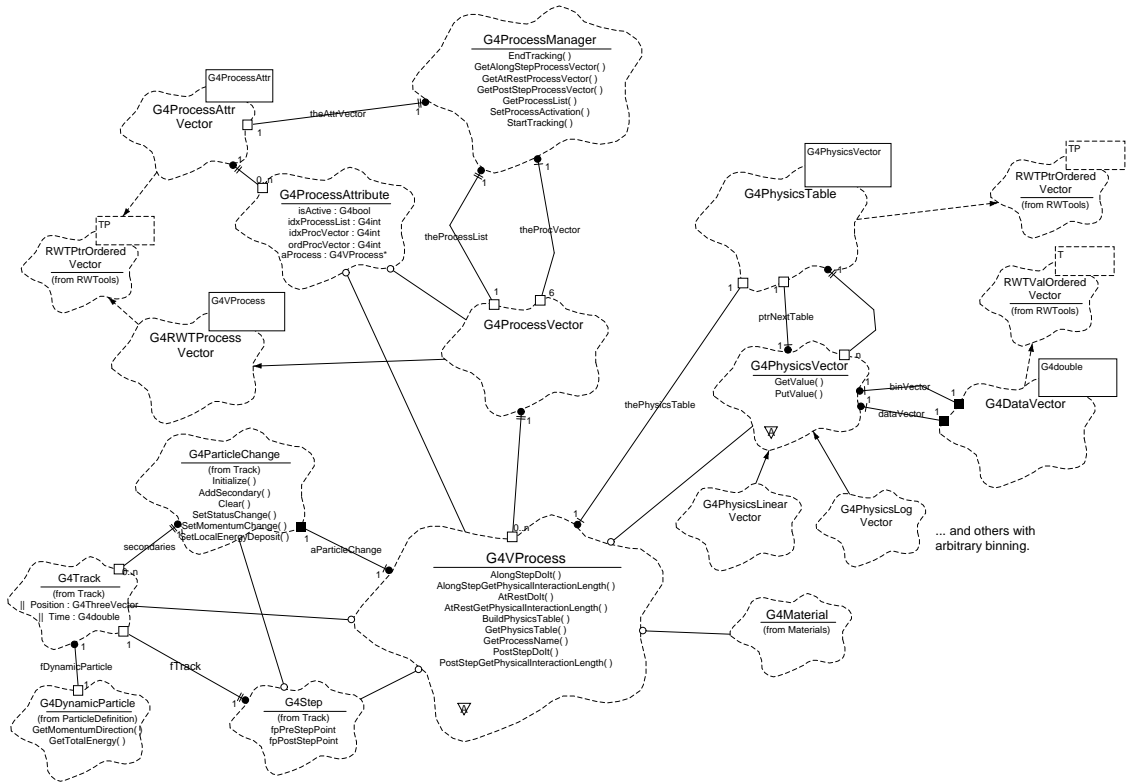 G4ProcessManager
EndTracking( )
GetAlongStepProcessVector( )
GetAtRestProcessVector( )
GetPostStepProcessVector( )
GetProcessList( )
SetProcessActivation( )
StartTracking( )
G4ProcessAttr
G4ProcessAttr
Vector
1
theAttrVector
1
1
0..n
G4ProcessAttribute
isActive : G4bool
idxProcessList : G4int
idxProcVector : G4int
ordProcVector : G4int
aProcess : G4VProcess*
1
1
theProcessList
theProcVector
1
6
G4ProcessVector
1
TP
RWTPtrOrdered
Vector
(from RWTools)
G4VProcess
G4RWTProcess
Vector
G4PhysicsVector
G4PhysicsTable
1
1
1
TP
RWTPtrOrdered
Vector
(from RWTools)
T
RWTValOrdered
Vector
(from RWTools)
ptrNextTable
1
n
G4PhysicsVector
GetValue( )
PutValue( )
A
1
binVector
1
1
dataVector
1
G4double
G4DataVector
thePhysicsTable
1
G4PhysicsLinear
Vector
G4PhysicsLog
Vector
... and others with
arbitrary binning.
G4ParticleChange
(from Track)
Initialize( )
AddSecondary( )
Clear( )
SetStatusChange( )
SetMomentumChange( )
SetLocalEnergyDeposit( )
1
1
secondaries
0..n
aParticleChange
1
0..n
G4VProcess
AlongStepDoIt( )
AlongStepGetPhysicalInteractionLength( )
AtRestDoIt( )
AtRestGetPhysicalInteractionLength( )
BuildPhysicsTable( )
GetPhysicsTable( )
GetProcessName( )
PostStepDoIt( )
PostStepGetPhysicalInteractionLength( )
A
G4Track
(from Track)
|| Position : G4ThreeVector
|| Time : G4double
1
1
fDynamicParticle
1
fTrack
1
G4DynamicParticle
(from ParticleDefinition)
GetMomentumDirection( )
GetTotalEnergy( )
G4Step
(from Track)
fpPreStepPoint
fpPostStepPoint
G4Material
(from Materials)